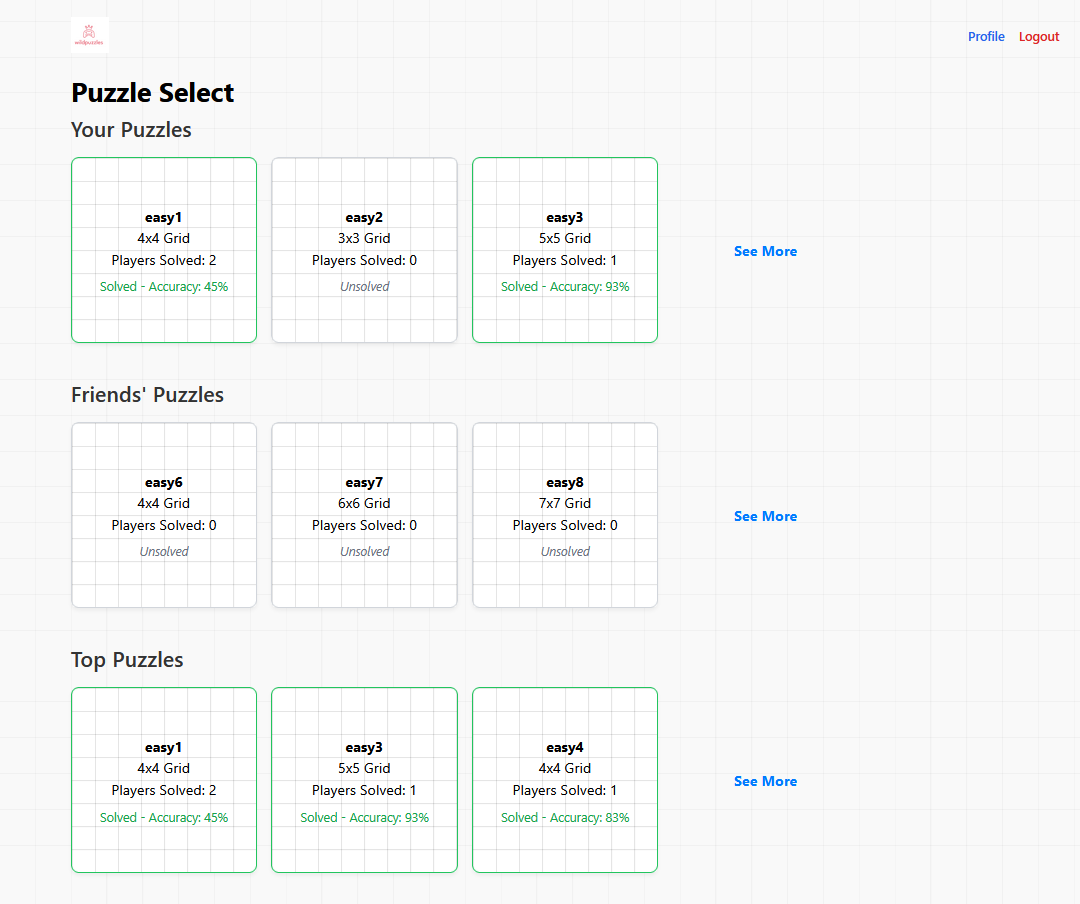 wildpuzzles
Profile Logout
Puzzle Select
Your Puzzles
easy1
4x4 Grid
Players Solved: 2
Solved - Accuracy: 45%
easy2
3x3 Grid
Players Solved: 0
Unsolved
easy3
5x5 Grid
Players Solved: 1
Solved - Accuracy: 93%
See More
Friends' Puzzles
easy6
4x4 Grid
Players Solved: 0
Unsolved
easy7
6x6 Grid
Players Solved: 0
Unsolved
easy8
7x7 Grid
Players Solved: 0
Unsolved
See More
Top Puzzles
easy1
4x4 Grid
Players Solved: 2
Solved - Accuracy: 45%
easy3
5x5 Grid
Players Solved: 1
Solved - Accuracy: 93%
easy4
4x4 Grid
Players Solved: 1
Solved - Accuracy: 83%
See More